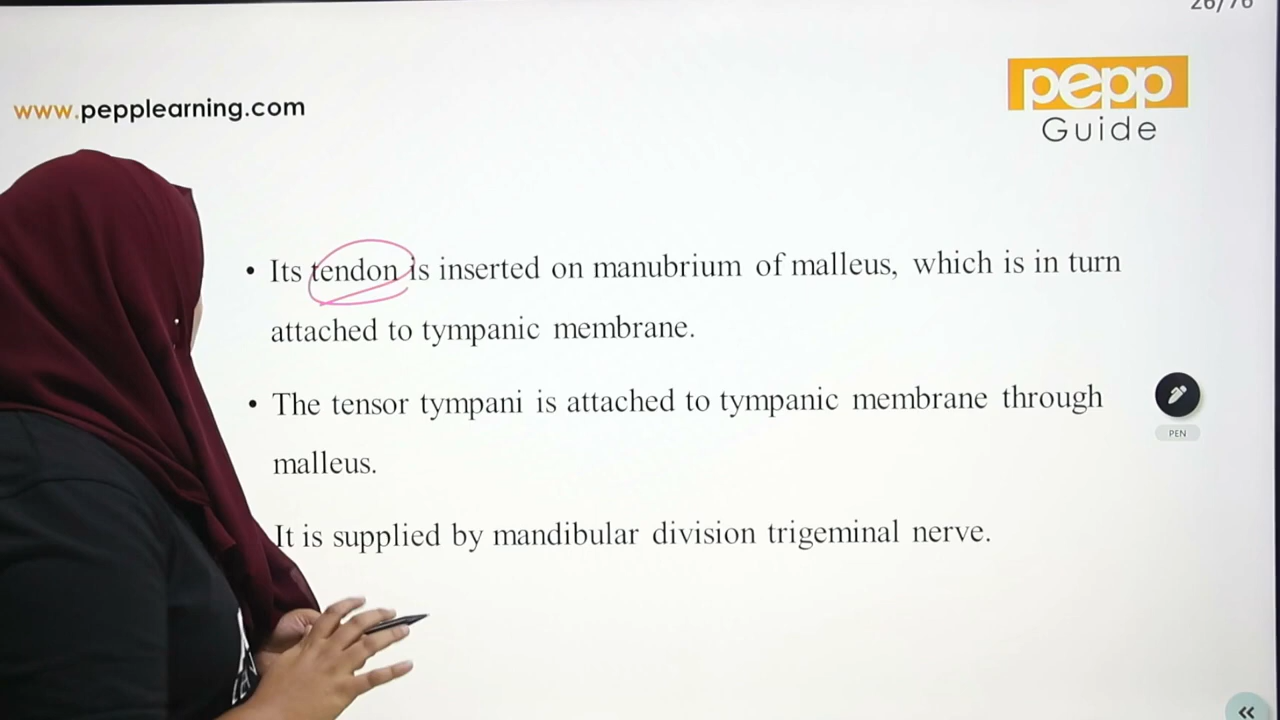 26/76
www.pepplearning.com
pepp
Guide
• Its tendon is inserted on manubrium of malleus, which is in turn
attached to tympanic membrane.
• The tensor tympani is attached to tympanic membrane through
malleus.
It is supplied by mandibular division trigeminal nerve.
PEN